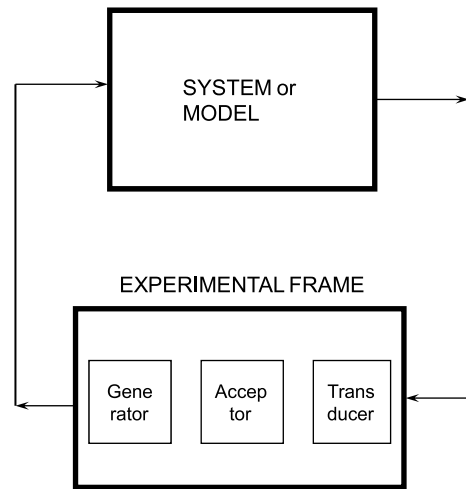 SYSTEM or
MODEL
EXPERIMENTAL FRAME
Gene
rator
Accep
tor
Trans
ducer